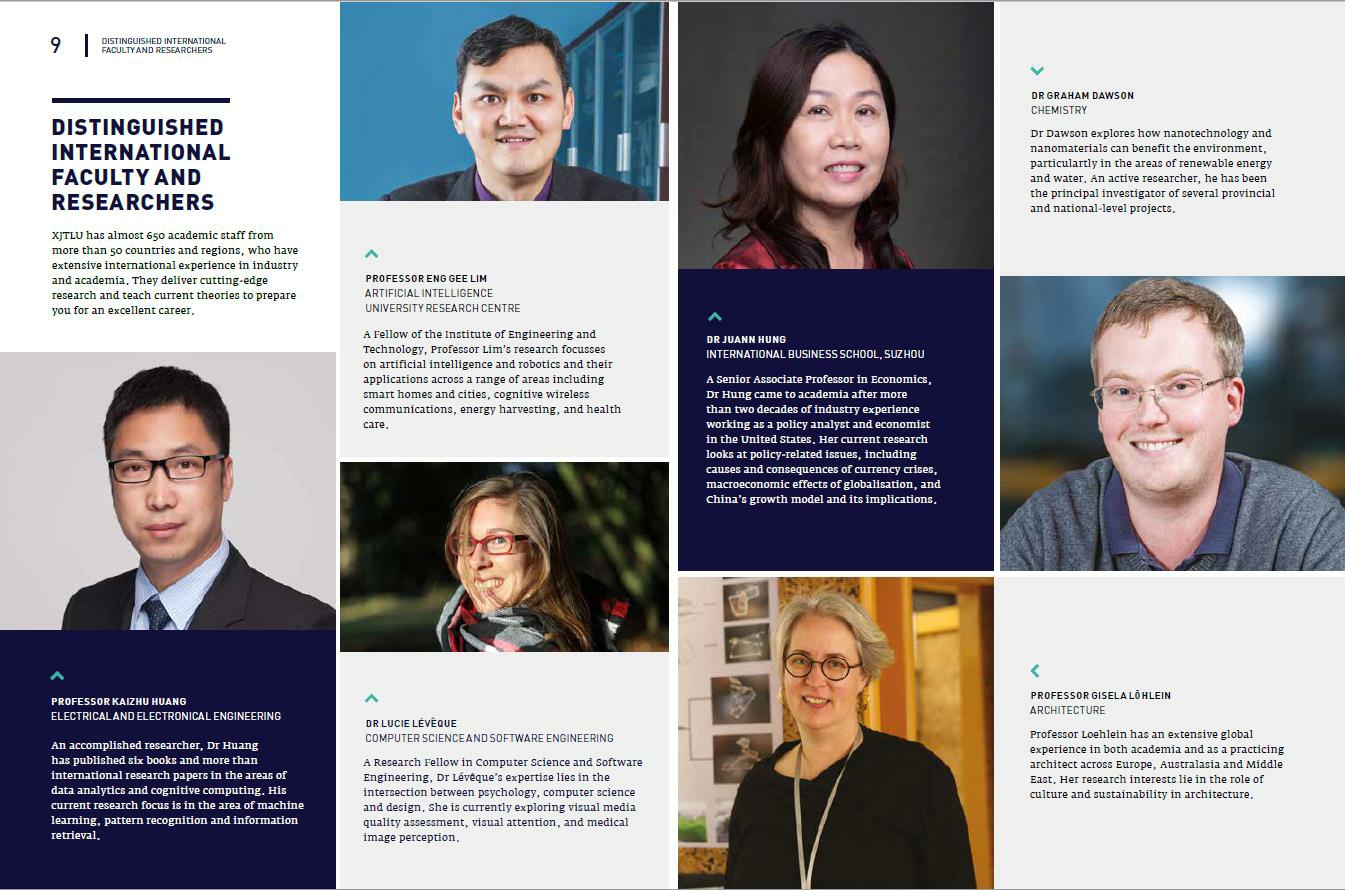 9
DISTINGUISHED INTERNATIONAL
FACULTY AND RESEARCHERS
DISTINGUISHED
INTERNATIONAL
FACULTY AND
RESEARCHERS
XJTLU has almost 650 academic staff from
more than 50 countries and regions, who have
extensive international experience in industry
and academia. They deliver cutting-edge
research and teach current theories to prepare
you for an excellent career.
PROFESSOR KAIZHU HUANG
ELECTRICAL AND ELECTRONICAL ENGINEERING
An accomplished researcher, Dr Huang
has published six books and more than
international research papers in the areas of
data analytics and cognitive computing. His
current research focus is in the area of machine
learning, pattern recognition and information
retrieval.
PROFESSOR ENG GEE LIM
ARTIFICIAL INTELLIGENCE
UNIVERSITY RESEARCH CENTRE
A Fellow of the Institute of Engineering and
Technology, Professor Lim's research focusses
on artificial intelligence and robotics and their
applications across a range of areas including
smart homes and cities, cognitive wireless
communications, energy harvesting, and health
care.
DR LUCIE LÉVÊQUE
COMPUTER SCIENCE AND SOFTWARE ENGINEERING
A Research Fellow in Computer Science and Software
Engineering, Dr Lévêque's expertise lies in the
intersection between psychology, computer science
and design. She is currently exploring visual media
quality assessment, visual attention, and medical
image perception.
DR JUANN HUNG
INTERNATIONAL BUSINESS SCHOOL, SUZHOU
A Senior Associate Professor in Economics,
Dr Hung came to academia after more
than two decades of industry experience
working as a policy analyst and economist
in the United States. Her current research
looks at policy-related issues, including
causes and consequences of currency crises,
macroeconomic effects of globalisation, and
China's growth model and its implications.
DR GRAHAM DAWSON
CHEMISTRY
Dr Dawson explores how nanotechnology and
nanomaterials can benefit the environment,
particulartly in the areas of renewable energy
and water. An active researcher, he has been
the principal investigator of several provincial
and national-level projects.
PROFESSOR GISELA LÖHLEIN
ARCHITECTURE
Professor Loehlein has an extensive global
experience in both academia and as a practicing
architect across Europe, Australasia and Middle
East. Her research interests lie in the role of
culture and sustainability in architecture.